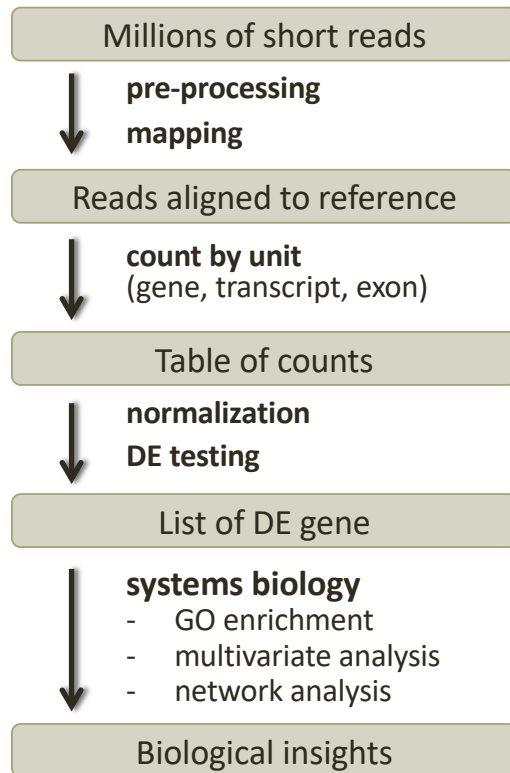 Millions of short reads
pre-processing
mapping
Reads aligned to reference
count by unit
(gene, transcript, exon)
Table of counts
normalization
DE testing
List of DE gene
systems biology
- GO enrichment
- multivariate analysis
- network analysis
Biological insights